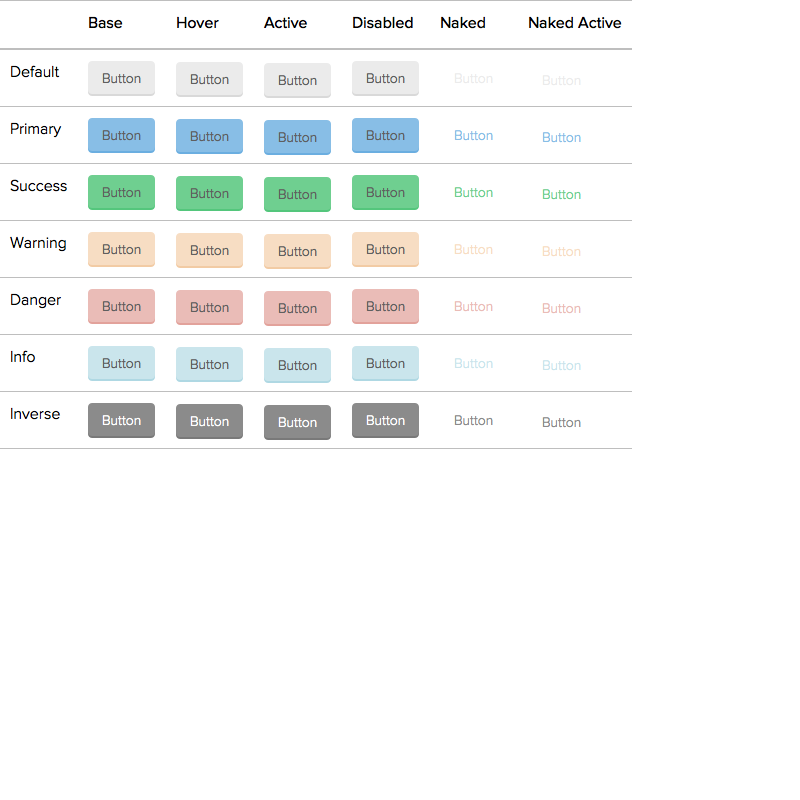 Base Hover Active Disabled Naked Naked Active
Default Button Button Button Button Button Button
Primary Button Button Button Button Button Button
Success Button Button Button Button Button Button
Warning Button Button Button Button Button Button
Danger Button Button Button Button Button Button
Info Button Button Button Button Button Button
Inverse Button Button Button Button Button Button